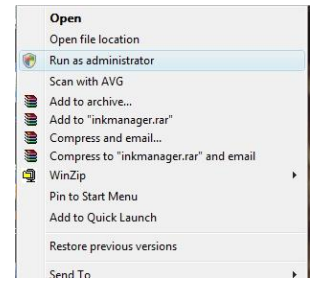 Open
Open file location
Run as administrator
Scan with AVG
Add to archive...
Add to "inkmanager.rar"
Compress and email...
Compress to "inkmanager.rar" and email
WinZip
Pin to Start Menu
Add to Quick Launch
Restore previous versions
Send To